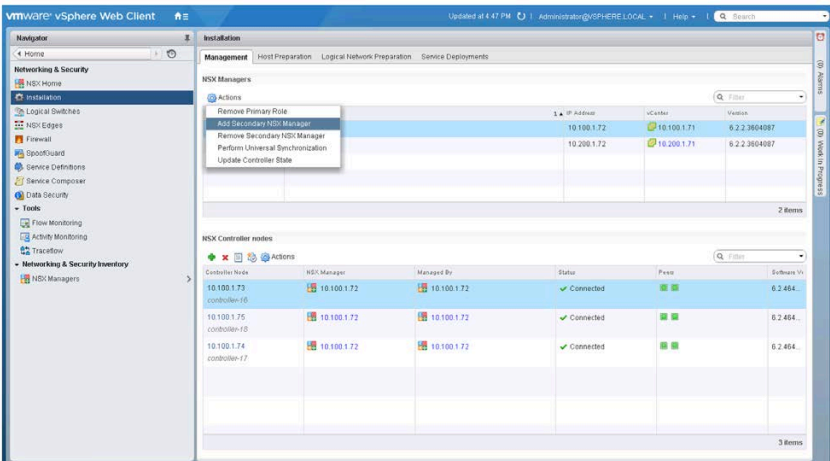 vmware® vSphere Web Client
Updated at 4:47 PM | Administrator@VSPHERE.LOCAL | Help | Search
Navigator
Home
Networking & Security
NSX Home
Installation
Logical Switches
NSX Edges
Firewall
SpoofGuard
Service Definitions
Service Composer
Data Security
Tools
Flow Monitoring
Activity Monitoring
Traceflow
Networking & Security Inventory
NSX Managers
Installation
Management Host Preparation Logical Network Preparation Service Deployments
NSX Managers
Actions
Filter
Remove Primary Role
Add Secondary NSX Manager
Remove Secondary NSX Manager
Perform Universal Synchronization
Update Controller State
1 ▲ IP Address vCenter Version
10.100.1.72 10.100.1.71 6.2.2.3604087
10.200.1.72 10.200.1.71 6.2.2.3604087
2 items
NSX Controller nodes
Actions
Filter
Controller Node NSX Manager Managed By Status Peers Software Ve
10.100.1.73 10.100.1.72 10.100.1.72 Connected 6.2.464...
controller-16
10.100.1.75 10.100.1.72 10.100.1.72 Connected 6.2.464...
controller-18
10.100.1.74 10.100.1.72 10.100.1.72 Connected 6.2.464...
controller-17
3 items
(0) Alarms
(0) Work In Progress